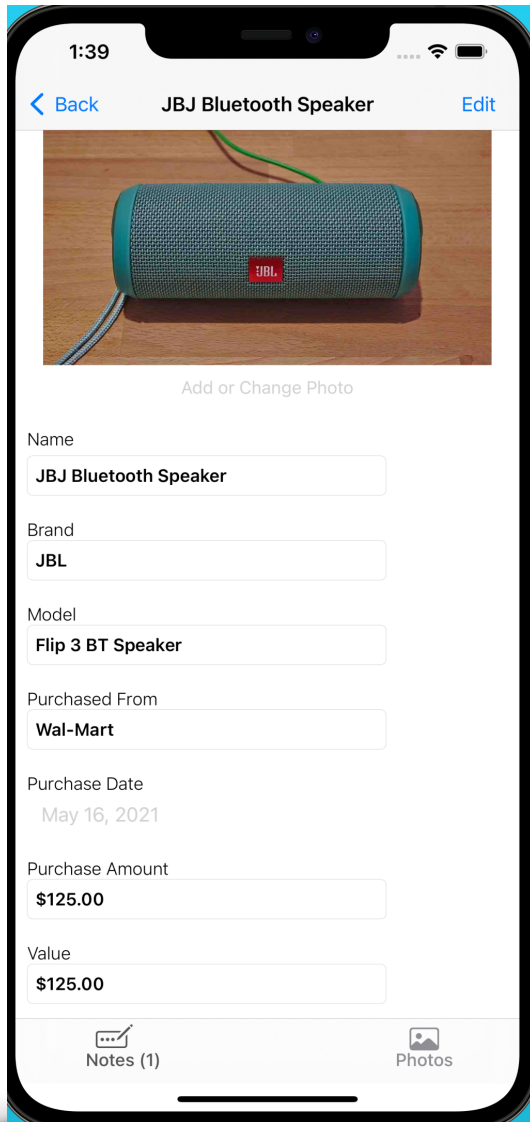 1:39
Back JBJ Bluetooth Speaker Edit
JBL
Add or Change Photo
Name
JBJ Bluetooth Speaker
Brand
JBL
Model
Flip 3 BT Speaker
Purchased From
Wal-Mart
Purchase Date
May 16, 2021
Purchase Amount
$125.00
Value
$125.00
Notes (1) Photos